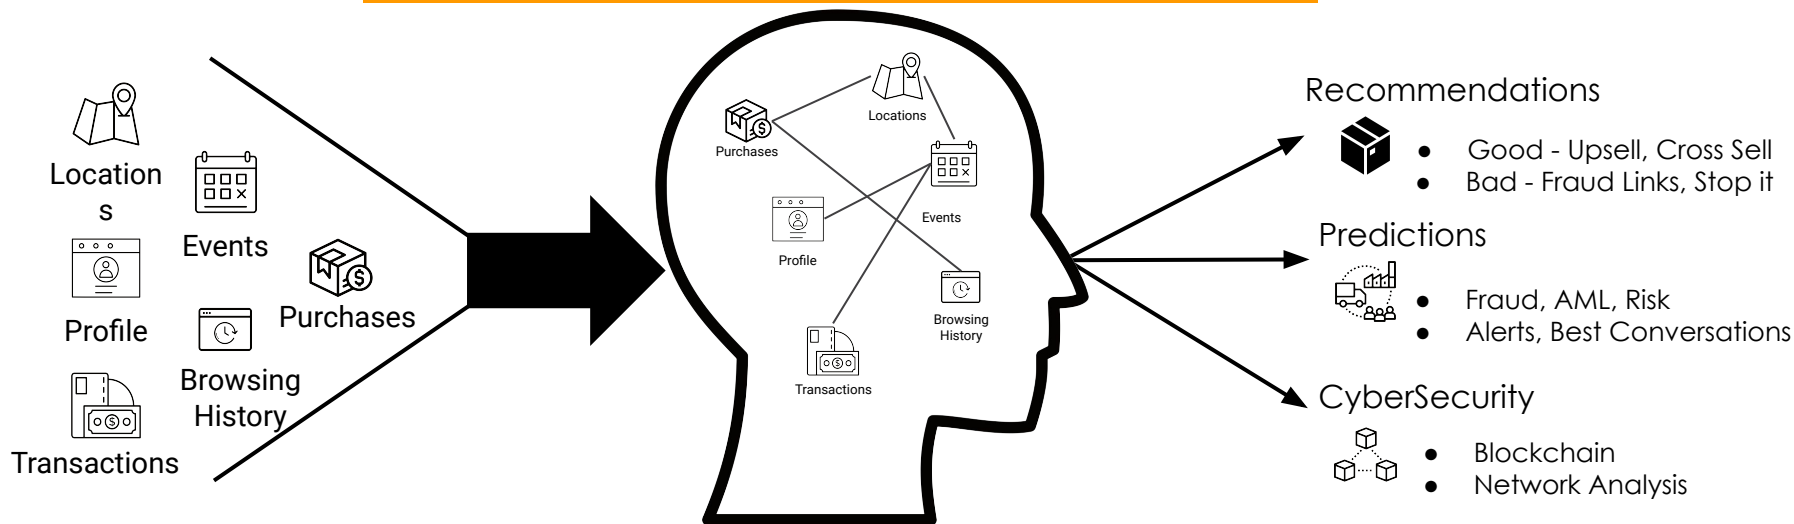 Location
s
Events
Profile
Purchases
Browsing
History
Transactions
Locations
Purchases
Events
Profile
Browsing
History
Transactions
Recommendations
● Good - Upsell, Cross Sell
● Bad - Fraud Links, Stop it
Predictions
● Fraud, AML, Risk
● Alerts, Best Conversations
CyberSecurity
● Blockchain
● Network Analysis